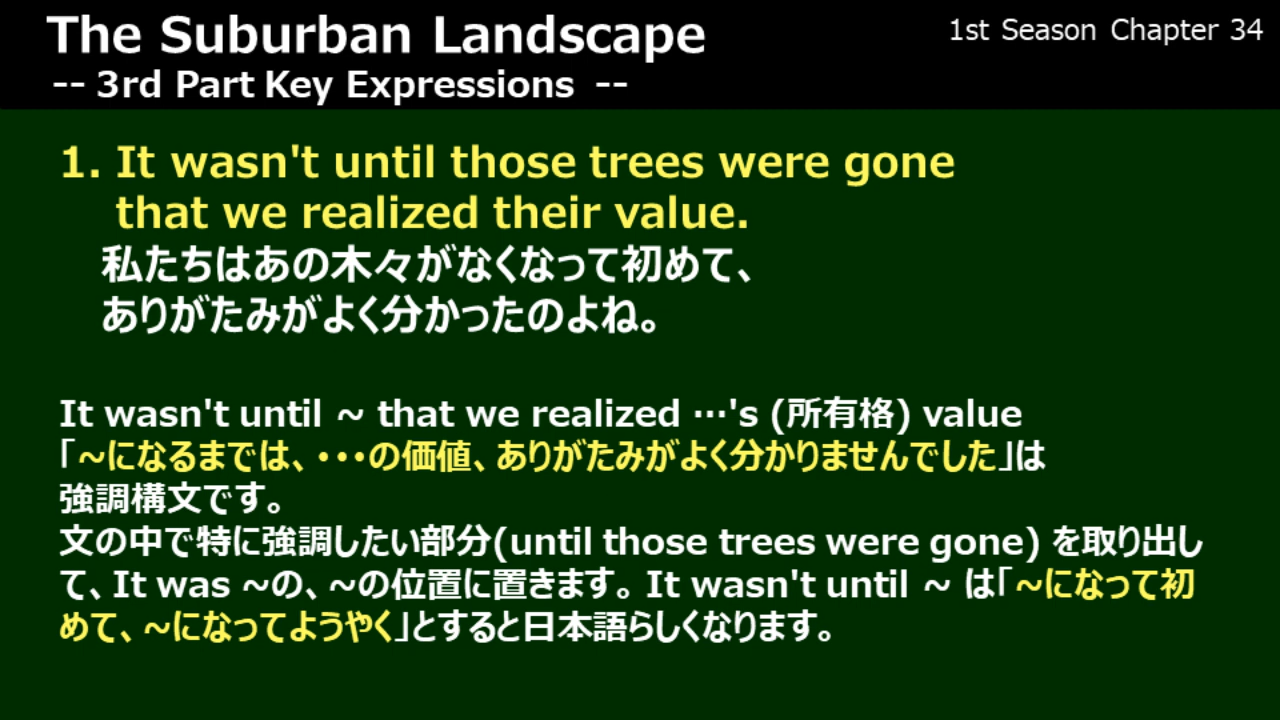 The Suburban Landscape
1st Season Chapter 34
-- 3rd Part Key Expressions --
1. It wasn't until those trees were gone
that we realized their value.
私たちはあの木々がなくなって初めて、
ありがたみがよく分かったのよね。
It wasn't until ~ that we realized …'s (所有格) value
「~になるまでは、・・・の価値、ありがたみがよく分かりませんでした」は
強調構文です。
文の中で特に強調したい部分(until those trees were gone) を取り出し
て、It was ~の、~の位置に置きます。It wasn't until ~ は「~になって初
めて、~になってようやく」とすると日本語らしくなります。